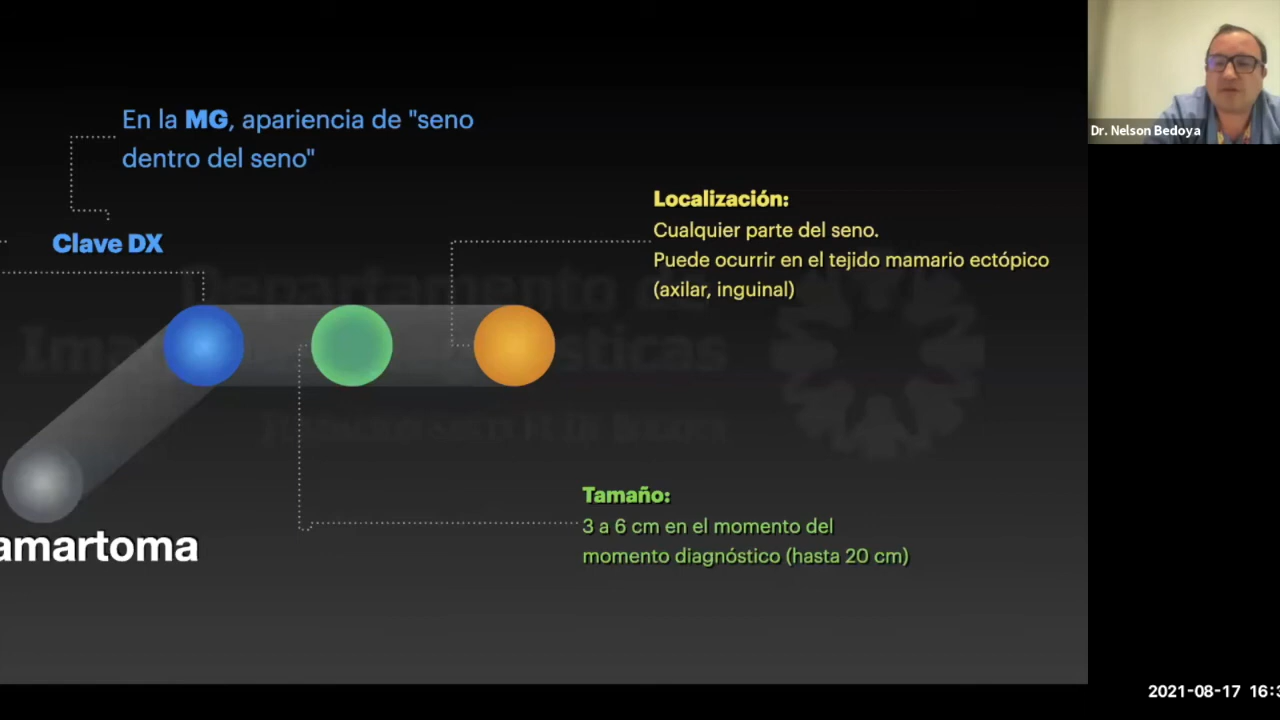 En la MG, apariencia de "seno
dentro del seno"
Clave DX
Localización:
Cualquier parte del seno.
Puede ocurrir en el tejido mamario ectópico
(axilar, inguinal)
Tamaño:
3 a 6 cm en el momento del
momento diagnóstico (hasta 20 cm)
amartoma
Departamento de
Dr. Nelson Bedoya
2021-08-17 16:3